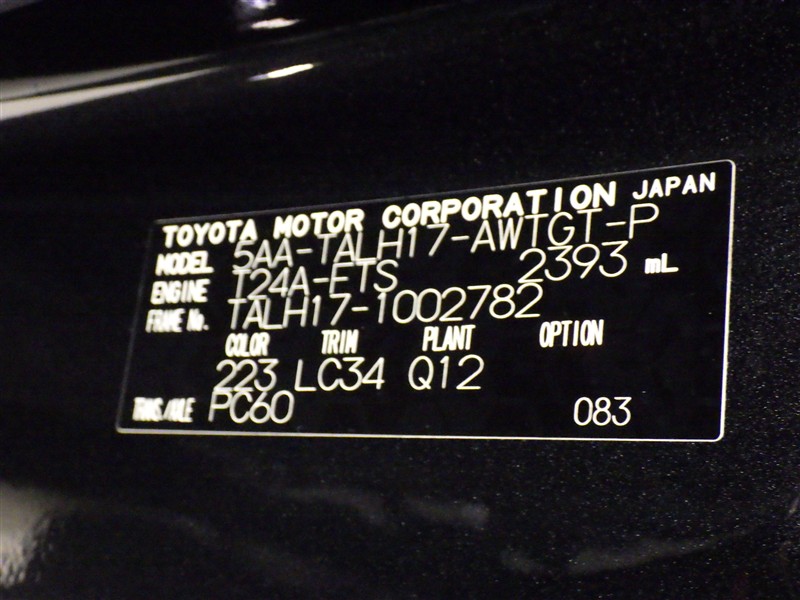 TOYOTA MOTOR CORPORATION JAPAN
MODEL 5AA-TALH17-AWTGT-P
ENGINE T24A-FTS 2393 mL
FRAME No. TALH17-1002782
COLOR TRIM PLANT OPTION
223 LC34 Q12
TRANS./AXLE PC60 083